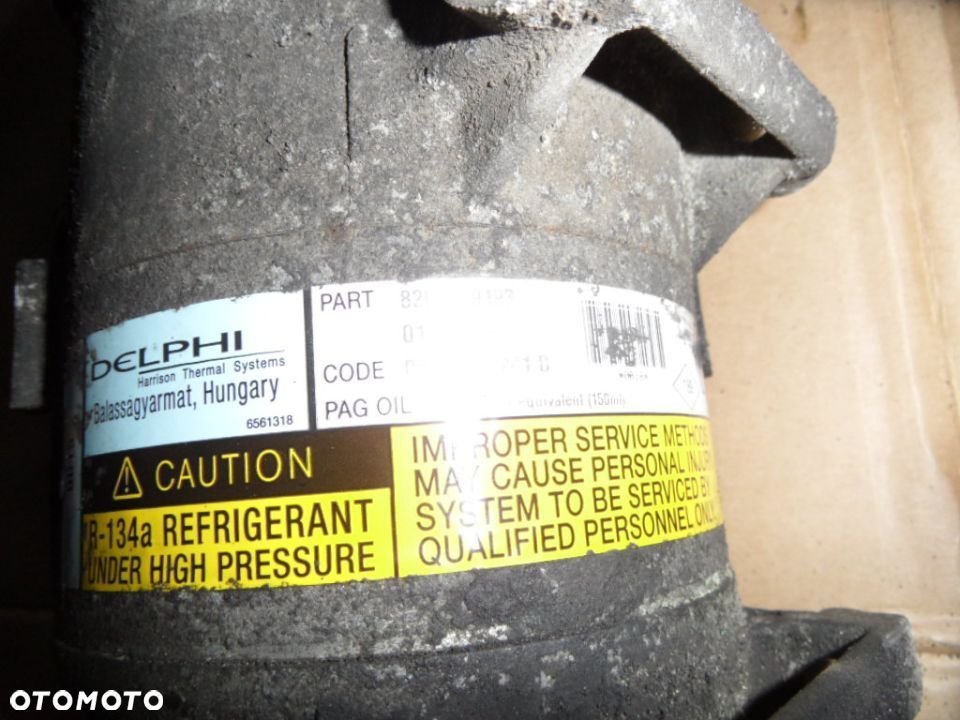 DELPHI
Harrison Thermal Systems
Balassagyarmat, Hungary
6561318
PART
01
CODE
PAG OIL equivalent (150ml)
CAUTION
R-134a REFRIGERANT
UNDER HIGH PRESSURE
IMPROPER SERVICE METHODS
MAY CAUSE PERSONAL INJURY
SYSTEM TO BE SERVICED BY
QUALIFIED PERSONNEL ONLY
OTOMOTO